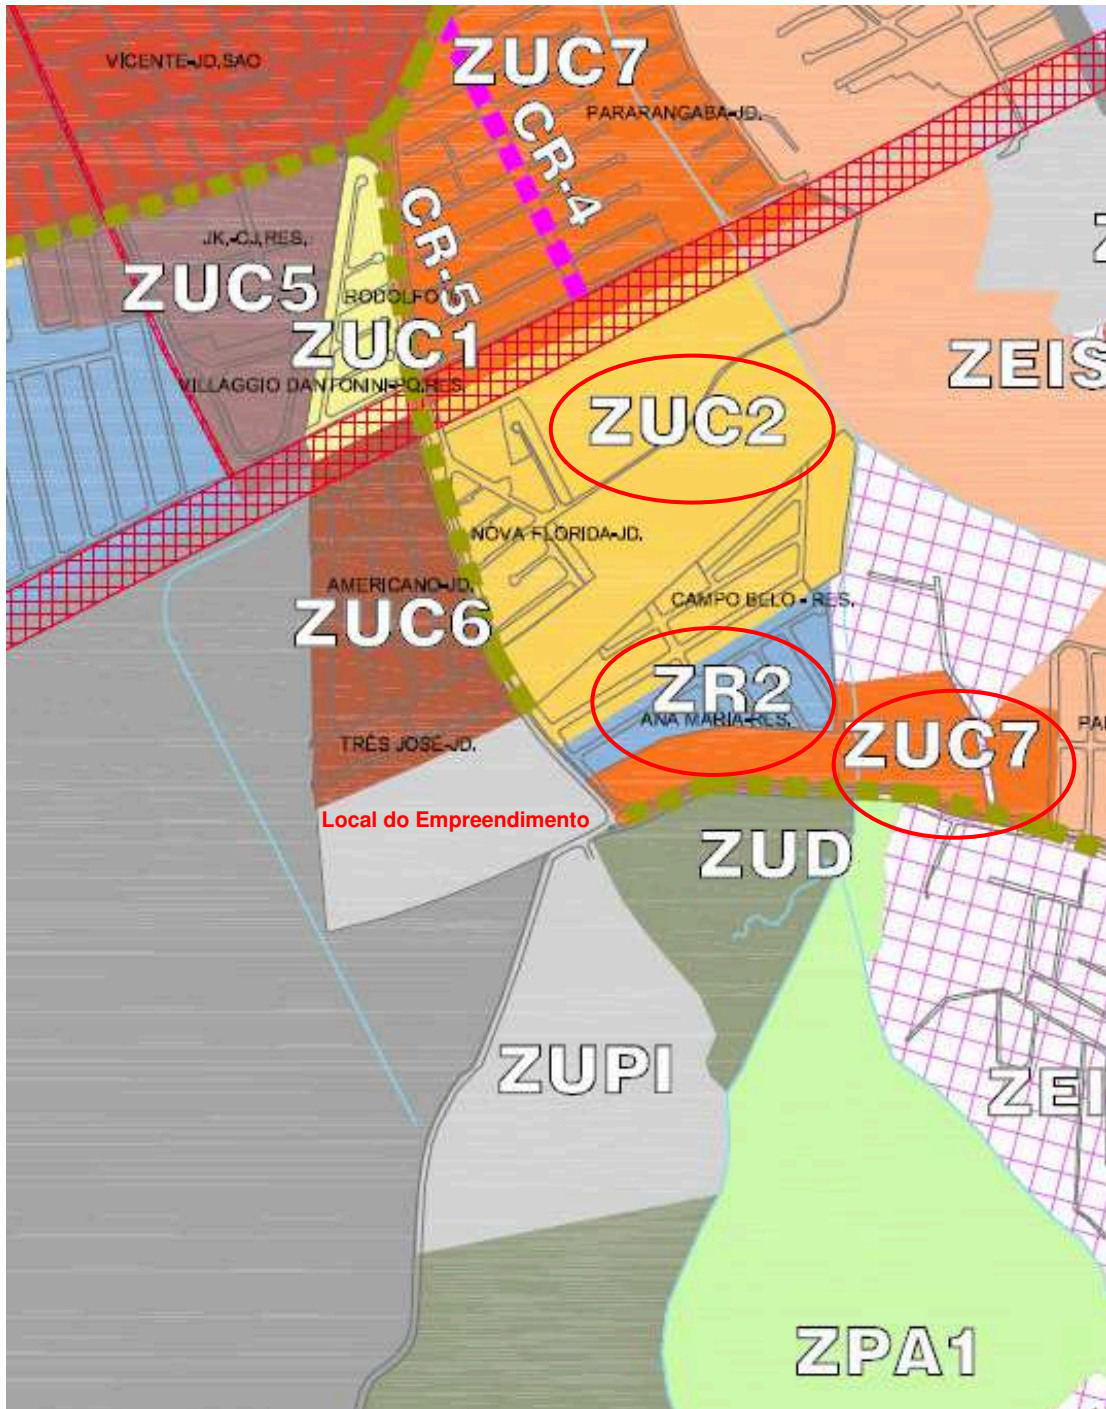 VICENTE-JD.SAO
ZUC7
PARARANGABA-JD.
CR-4
CR-5
JK.-CJ.RES.
ZUC5
RODOLFO
ZUC1
VILLAGGIO DANTONINI-PQ.RES.
ZEIS
ZUC2
NOVA FLORIDA-JD.
AMERICANO-JD.
ZUC6
CAMPO BELO - RES.
ZR2
ANA MARIA-RES.
ZUC7
TRÊS JOSÉ-JD.
Local do Empreendimento
ZUD
ZUPI
ZEI
ZPA1